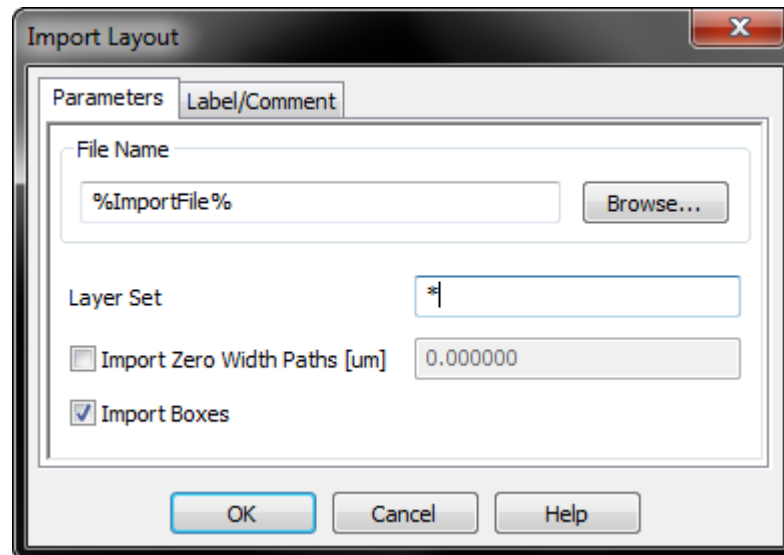 Import Layout
Parameters
Label/Comment
File Name
%ImportFile%
Browse...
Layer Set
*
Import Zero Width Paths [um]
0.000000
Import Boxes
OK
Cancel
Help